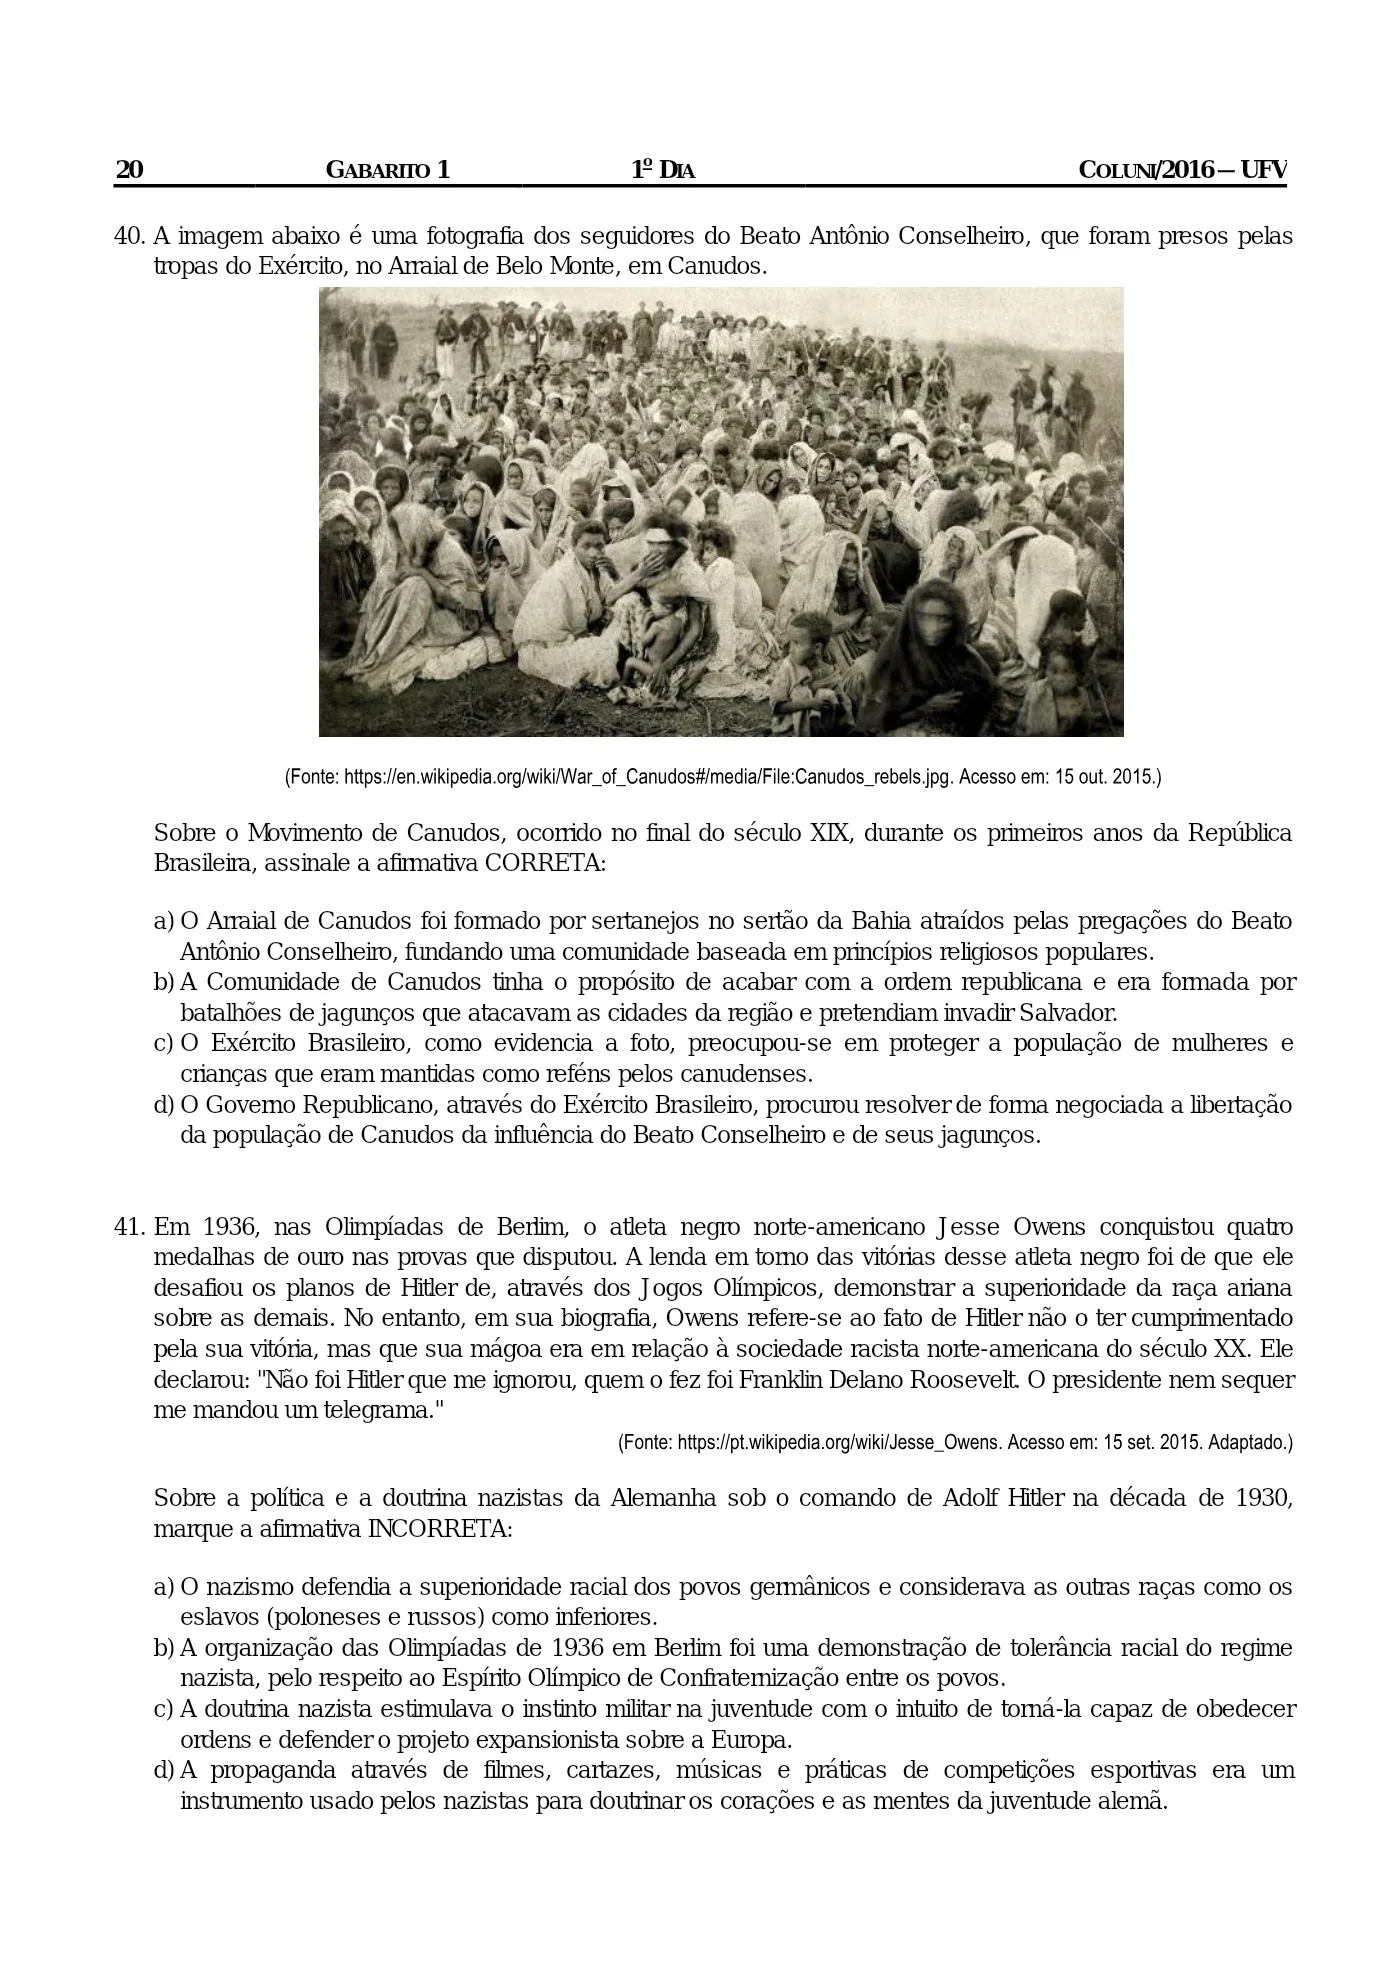 20 GABARITO 1 1º DIA COLUNI/2016 – UFV
40. A imagem abaixo é uma fotografia dos seguidores do Beato Antônio Conselheiro, que foram presos pelas
tropas do Exército, no Arraial de Belo Monte, em Canudos.
(Fonte: https://en.wikipedia.org/wiki/War_of_Canudos#/media/File:Canudos_rebels.jpg. Acesso em: 15 out. 2015.)
Sobre o Movimento de Canudos, ocorrido no final do século XIX, durante os primeiros anos da República
Brasileira, assinale a afirmativa CORRETA:
a) O Arraial de Canudos foi formado por sertanejos no sertão da Bahia atraídos pelas pregações do Beato
Antônio Conselheiro, fundando uma comunidade baseada em princípios religiosos populares.
b) A Comunidade de Canudos tinha o propósito de acabar com a ordem republicana e era formada por
batalhões de jagunços que atacavam as cidades da região e pretendiam invadir Salvador.
c) O Exército Brasileiro, como evidencia a foto, preocupou-se em proteger a população de mulheres e
crianças que eram mantidas como reféns pelos canudenses.
d) O Governo Republicano, através do Exército Brasileiro, procurou resolver de forma negociada a libertação
da população de Canudos da influência do Beato Conselheiro e de seus jagunços.
41. Em 1936, nas Olimpíadas de Berlim, o atleta negro norte-americano Jesse Owens conquistou quatro
medalhas de ouro nas provas que disputou. A lenda em torno das vitórias desse atleta negro foi de que ele
desafiou os planos de Hitler de, através dos Jogos Olímpicos, demonstrar a superioridade da raça ariana
sobre as demais. No entanto, em sua biografia, Owens refere-se ao fato de Hitler não o ter cumprimentado
pela sua vitória, mas que sua mágoa era em relação à sociedade racista norte-americana do século XX. Ele
declarou: "Não foi Hitler que me ignorou, quem o fez foi Franklin Delano Roosevelt. O presidente nem sequer
me mandou um telegrama."
(Fonte: https://pt.wikipedia.org/wiki/Jesse_Owens. Acesso em: 15 set. 2015. Adaptado.)
Sobre a política e a doutrina nazistas da Alemanha sob o comando de Adolf Hitler na década de 1930,
marque a afirmativa INCORRETA:
a) O nazismo defendia a superioridade racial dos povos germânicos e considerava as outras raças como os
eslavos (poloneses e russos) como inferiores.
b) A organização das Olimpíadas de 1936 em Berlim foi uma demonstração de tolerância racial do regime
nazista, pelo respeito ao Espírito Olímpico de Confraternização entre os povos.
c) A doutrina nazista estimulava o instinto militar na juventude com o intuito de torná-la capaz de obedecer
ordens e defender o projeto expansionista sobre a Europa.
d) A propaganda através de filmes, cartazes, músicas e práticas de competições esportivas era um
instrumento usado pelos nazistas para doutrinar os corações e as mentes da juventude alemã.